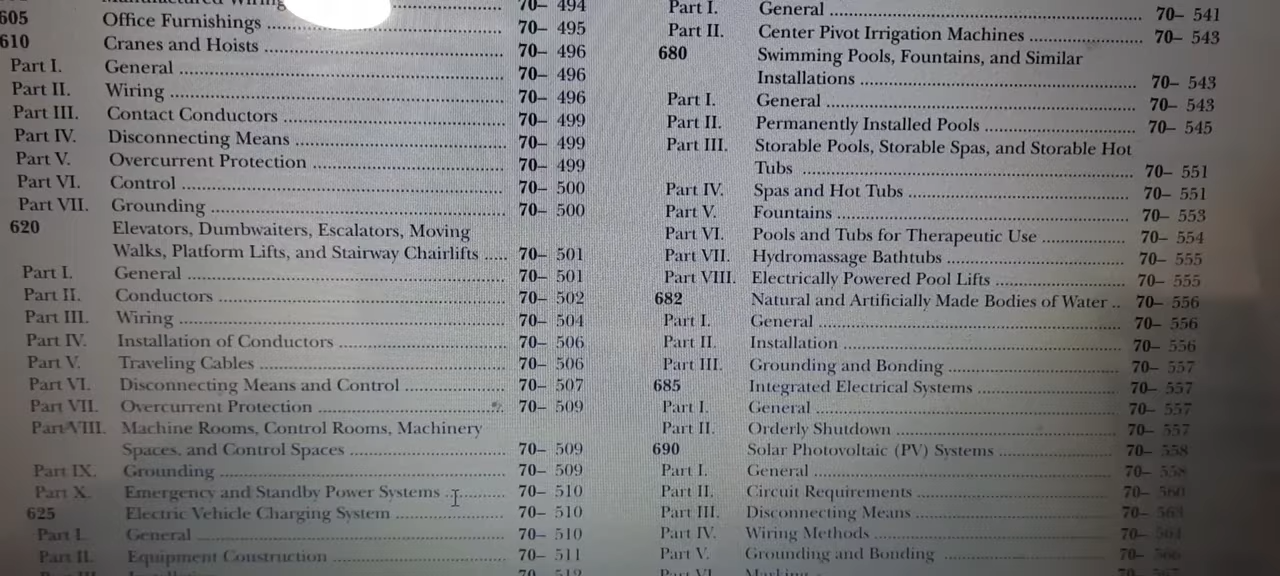 Manufactured Wiring 70– 494
605 Office Furnishings 70– 495
610 Cranes and Hoists 70– 496
Part I. General 70– 496
Part II. Wiring 70– 496
Part III. Contact Conductors 70– 499
Part IV. Disconnecting Means 70– 499
Part V. Overcurrent Protection 70– 499
Part VI. Control 70– 500
Part VII. Grounding 70– 500
620 Elevators, Dumbwaiters, Escalators, Moving
Walks, Platform Lifts, and Stairway Chairlifts 70– 501
Part I. General 70– 501
Part II. Conductors 70– 502
Part III. Wiring 70– 504
Part IV. Installation of Conductors 70– 506
Part V. Traveling Cables 70– 506
Part VI. Disconnecting Means and Control 70– 507
Part VII. Overcurrent Protection 70– 509
Part VIII. Machine Rooms, Control Rooms, Machinery
Spaces, and Control Spaces 70– 509
Part IX. Grounding 70– 509
Part X. Emergency and Standby Power Systems 70– 510
625 Electric Vehicle Charging System 70– 510
Part I. General 70– 510
Part II. Equipment Construction 70– 511
70– 512
Part I. General 70– 541
Part II. Center Pivot Irrigation Machines 70– 543
680 Swimming Pools, Fountains, and Similar
Installations 70– 543
Part I. General 70– 543
Part II. Permanently Installed Pools 70– 545
Part III. Storable Pools, Storable Spas, and Storable Hot
Tubs 70– 551
Part IV. Spas and Hot Tubs 70– 551
Part V. Fountains 70– 553
Part VI. Pools and Tubs for Therapeutic Use 70– 554
Part VII. Hydromassage Bathtubs 70– 555
Part VIII. Electrically Powered Pool Lifts 70– 555
682 Natural and Artificially Made Bodies of Water 70– 556
Part I. General 70– 556
Part II. Installation 70– 556
Part III. Grounding and Bonding 70– 557
685 Integrated Electrical Systems 70– 557
Part I. General 70– 557
Part II. Orderly Shutdown 70– 557
690 Solar Photovoltaic (PV) Systems 70– 558
Part I. General 70– 558
Part II. Circuit Requirements 70– 560
Part III. Disconnecting Means 70–
Part IV. Wiring Methods 70–
Part V. Grounding and Bonding 70–
Part VI.